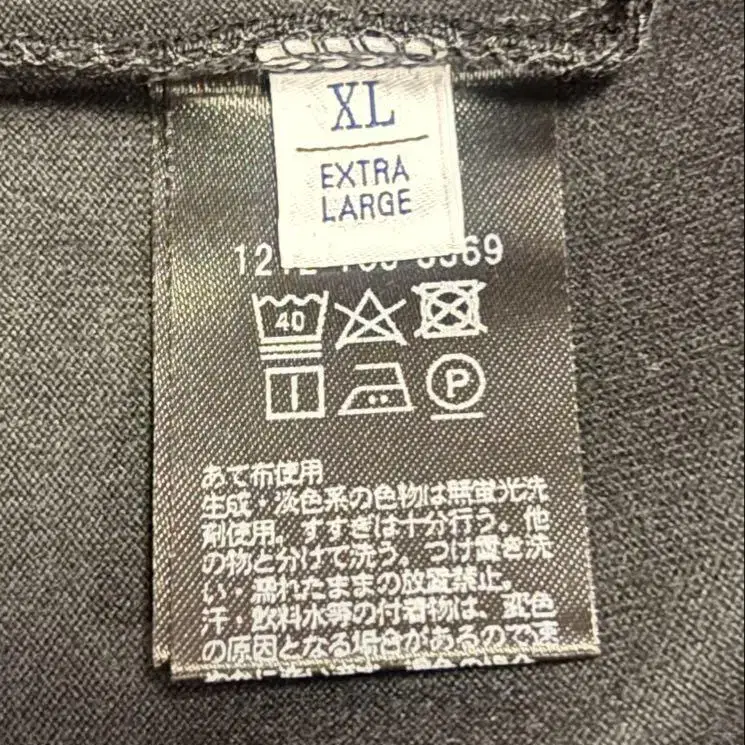 XL
EXTRA
LARGE
40
P
あて布使用
生成・淡色系の色物は無蛍光洗
剤使用。すすぎは十分行う。他
の物と分けて洗う。つけ置き洗
い・濡れたままの放置禁止。
汗・飲料水等の付着物は、変色
の原因となる場合があるので速